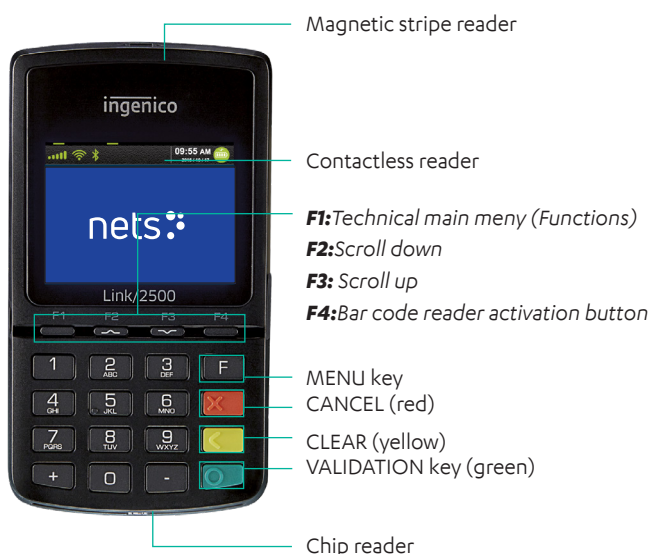 Magnetic stripe reader
ingenico
09:55 AM
Contactless reader
nets
F1:Technical main meny (Functions)
F2:Scroll down
F3: Scroll up
F4:Bar code reader activation button
Link/2500
F1 F2 F3 F4
1 2 ABC 3 DEF F
MENU key
4 GHI 5 JKL 6 MNO
CANCEL (red)
7 PQRS 8 TUV 9 WXYZ
CLEAR (yellow)
+ 0 -
VALIDATION key (green)
Chip reader